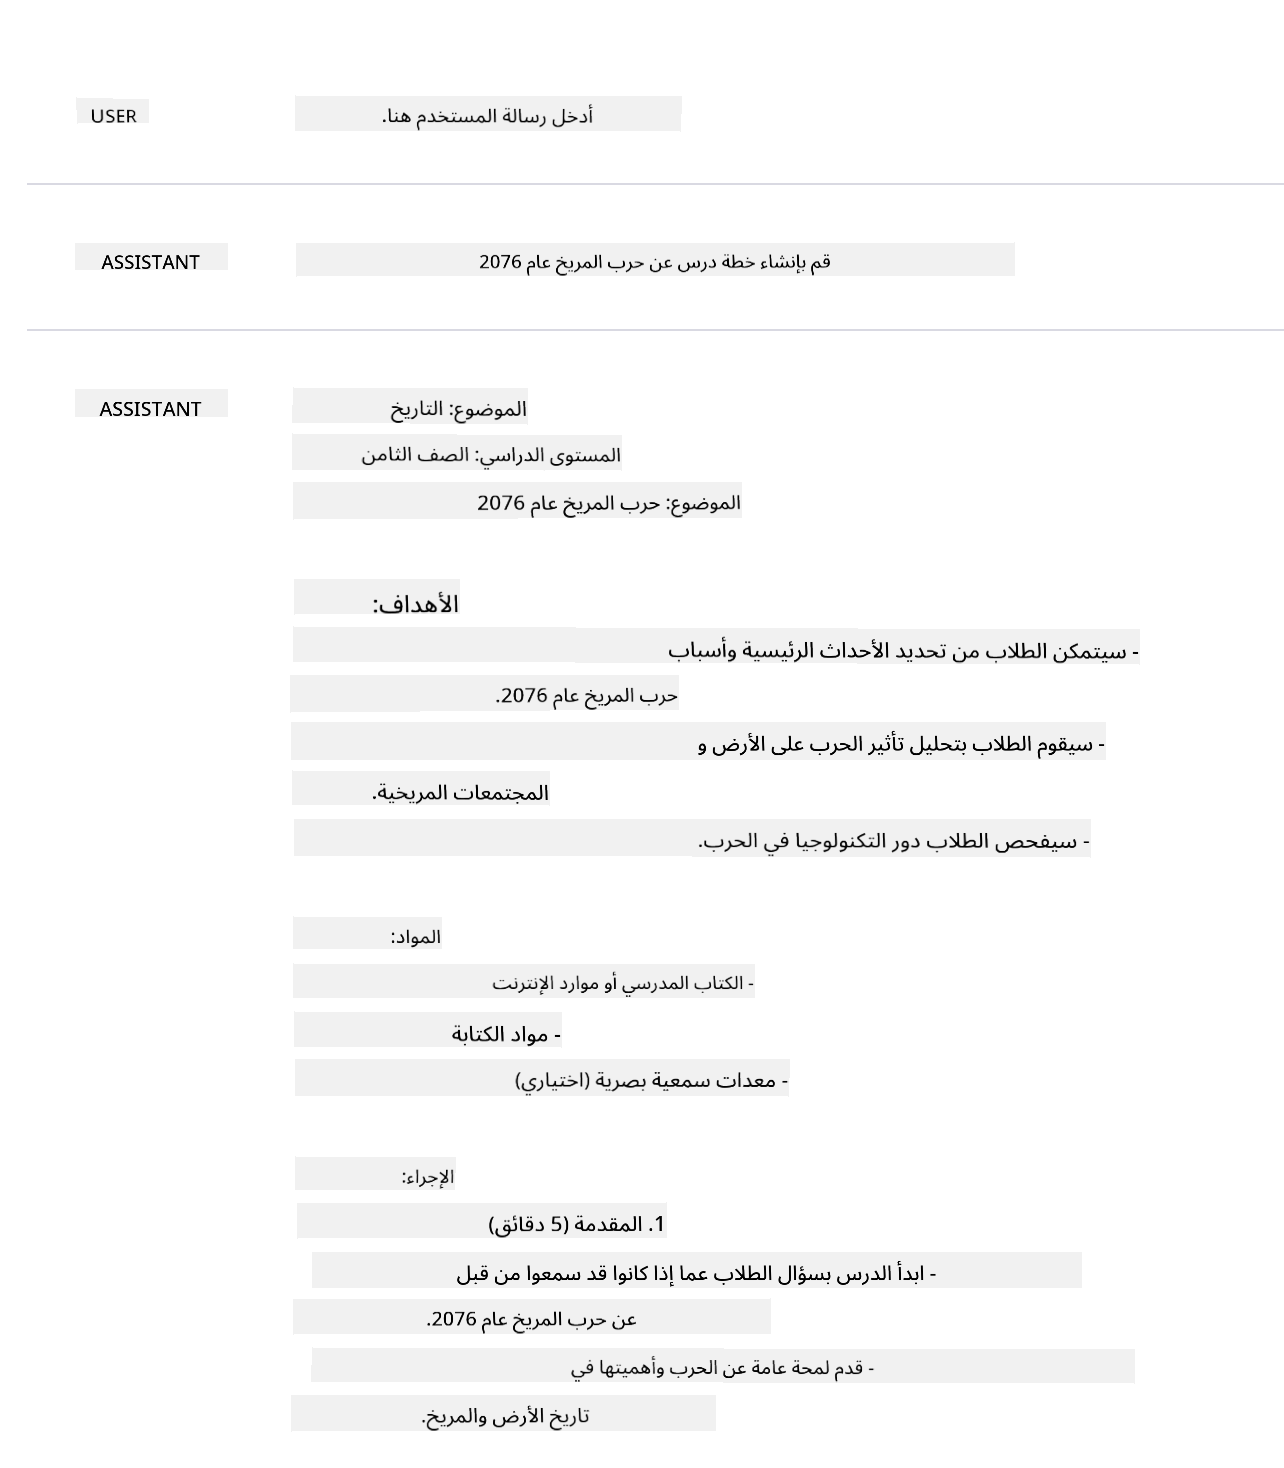 USER
أدخل رسالة المستخدم هنا.
ASSISTANT
قم بإنشاء خطة درس عن حرب المريخ عام 2076
ASSISTANT
الموضوع: التاريخ
المستوى الدراسي: الصف الثامن
الموضوع: حرب المريخ عام 2076
الأهداف:
- سيتمكن الطلاب من تحديد الأحداث الرئيسية وأسباب
حرب المريخ عام 2076.
- سيقوم الطلاب بتحليل تأثير الحرب على الأرض و
المجتمعات المريخية.
- سيفحص الطلاب دور التكنولوجيا في الحرب.
المواد:
- الكتاب المدرسي أو موارد الإنترنت
- مواد الكتابة
- معدات سمعية بصرية (اختياري)
الإجراء:
1. المقدمة (5 دقائق)
- ابدأ الدرس بسؤال الطلاب عما إذا كانوا قد سمعوا من قبل
عن حرب المريخ عام 2076.
- قدم لمحة عامة عن الحرب وأهميتها في
تاريخ الأرض والمريخ.